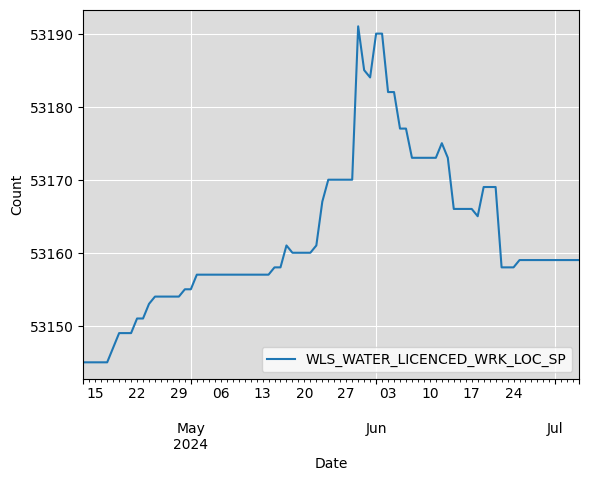 53190
53180
53170
53160
53150
Count
WLS_WATER_LICENCED_WRK_LOC_SP
15 22 29 06 13 20 27 03 10 17 24
May Jun Jul
2024
Date